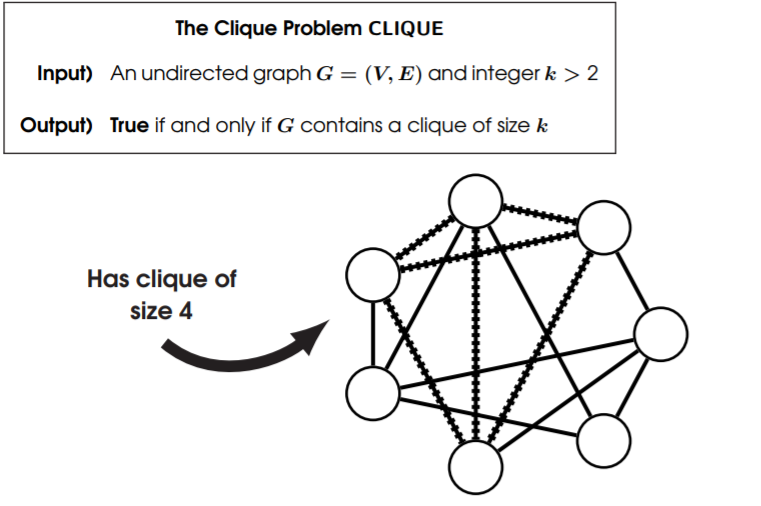 The Clique Problem CLIQUE
Input) An undirected graph G = (V, E) and integer k > 2
Output) True if and only if G contains a clique of size k
Has clique of
size 4